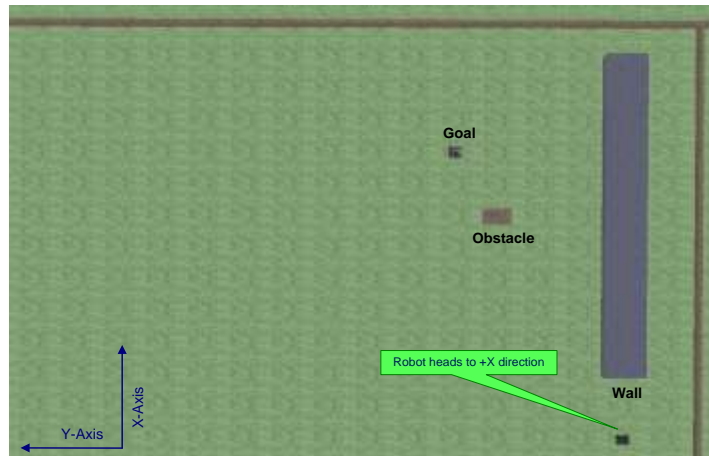 Goal
Obstacle
Robot heads to +X direction
Wall
X-Axis
Y-Axis